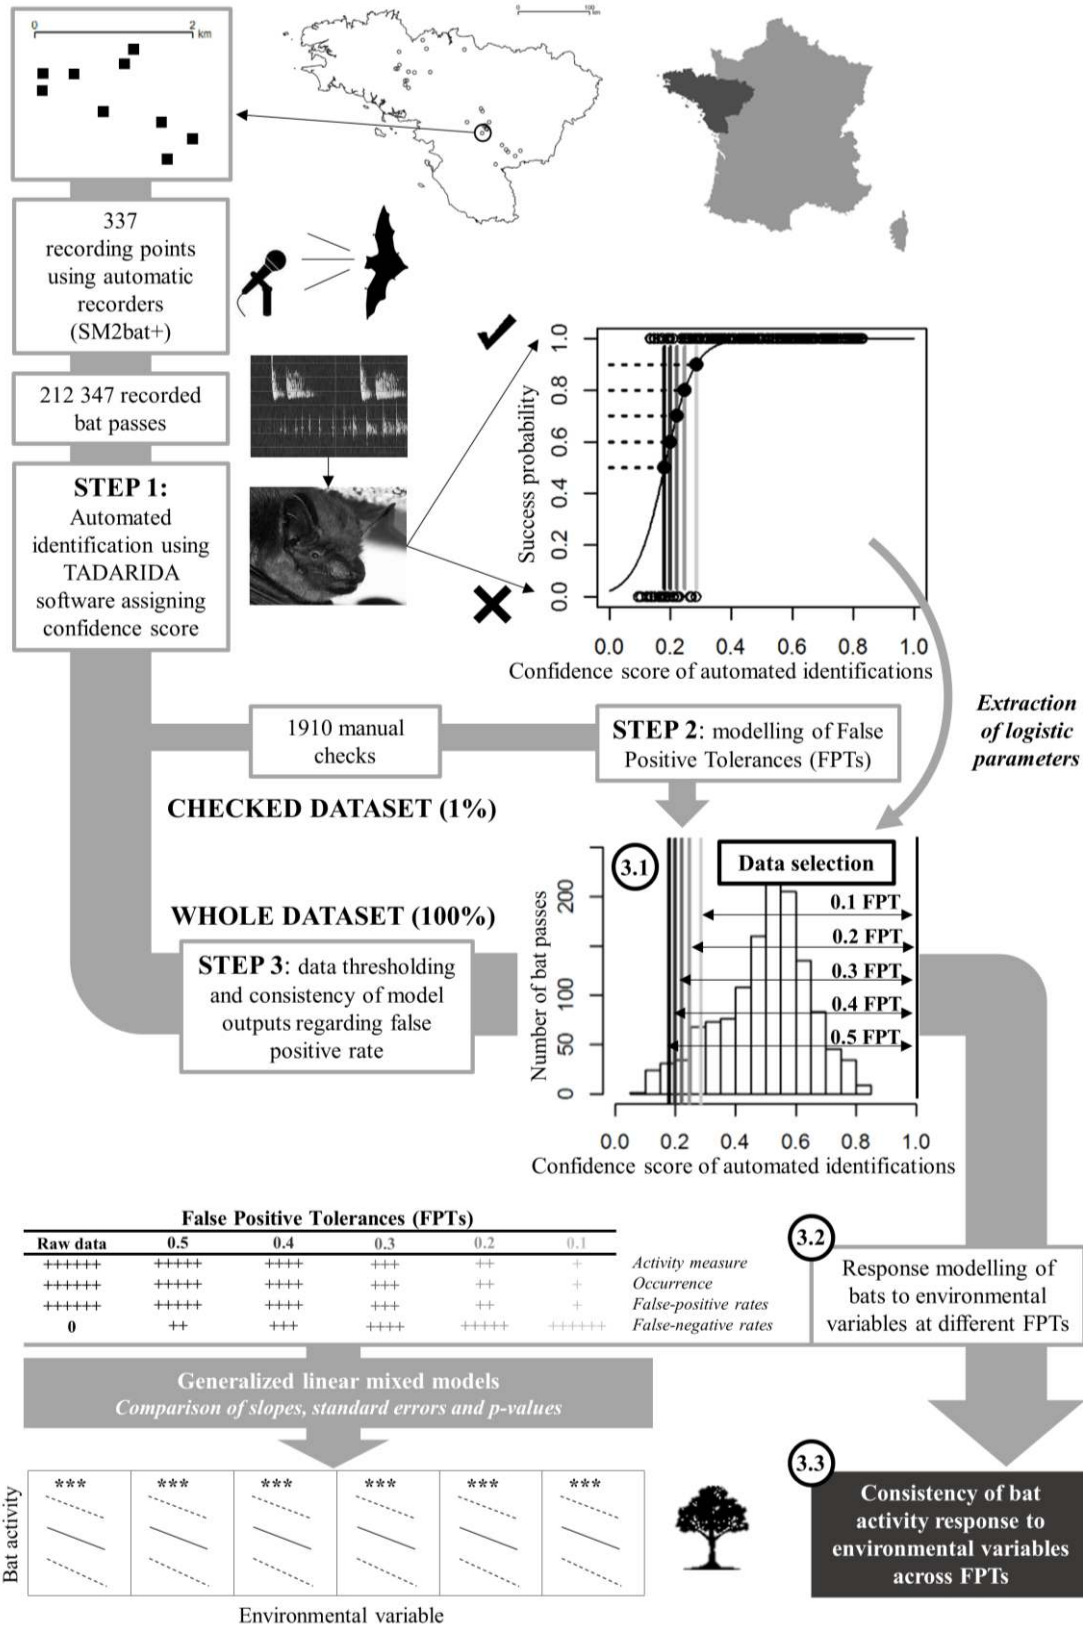 0 2
km
0 100
km
337
recording points
using automatic
recorders
(SM2bat+)
212 347 recorded
bat passes
STEP 1:
Automated
identification using
TADARIDA
software assigning
confidence score
Success probability
1.0
0.8
0.6
0.4
0.2
0.0
0.0 0.2 0.4 0.6 0.8 1.0
Confidence score of automated identifications
Extraction
of logistic
parameters
1910 manual
checks
STEP 2: modelling of False
Positive Tolerances (FPTs)
CHECKED DATASET (1%)
WHOLE DATASET (100%)
STEP 3: data thresholding
and consistency of model
outputs regarding false
positive rate
3.1
Data selection
0.1 FPT
0.2 FPT
0.3 FPT
0.4 FPT
0.5 FPT
Number of bat passes
200
100
50
0
0.0 0.2 0.4 0.6 0.8 1.0
Confidence score of automated identifications
False Positive Tolerances (FPTs)
Raw data 0.5 0.4 0.3 0.2 0.1
++++++ +++++ ++++ +++ ++ + Activity measure
++++++ +++++ ++++ +++ ++ + Occurrence
++++++ +++++ ++++ +++ ++ + False-positive rates
0 ++ +++ ++++ +++++ ++++++ False-negative rates
3.2
Response modelling of
bats to environmental
variables at different FPTs
Generalized linear mixed models
Comparison of slopes, standard errors and p-values
Bat activity
*** *** *** *** *** ***
Environmental variable
3.3
Consistency of bat
activity response to
environmental variables
across FPTs